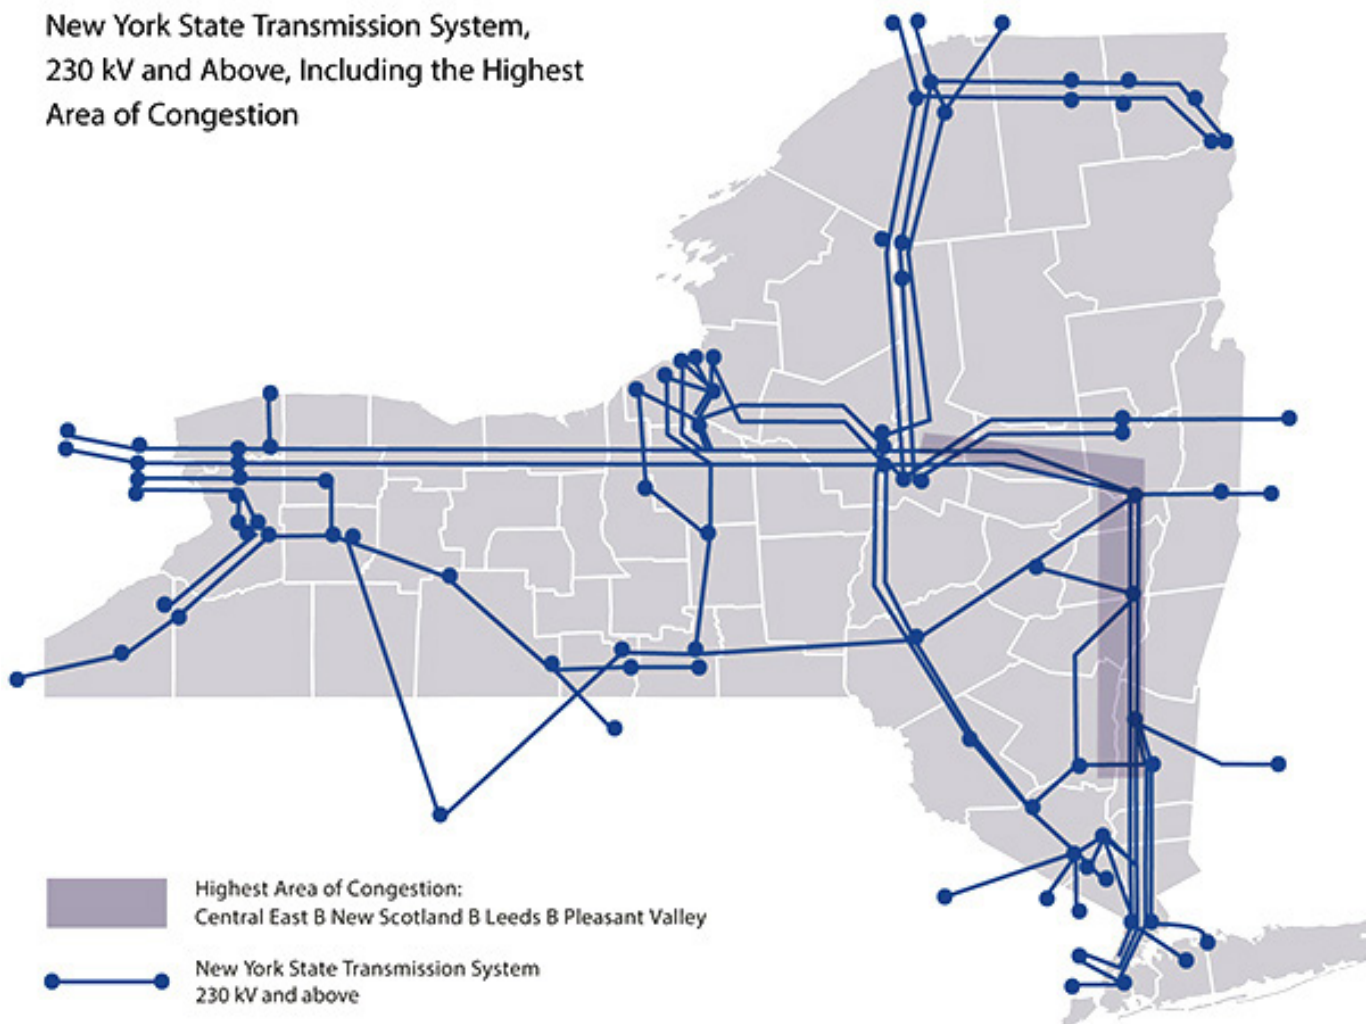 New York State Transmission System,
230 kV and Above, Including the Highest
Area of Congestion
Highest Area of Congestion:
Central East B New Scotland B Leeds B Pleasant Valley
New York State Transmission System
230 kV and above